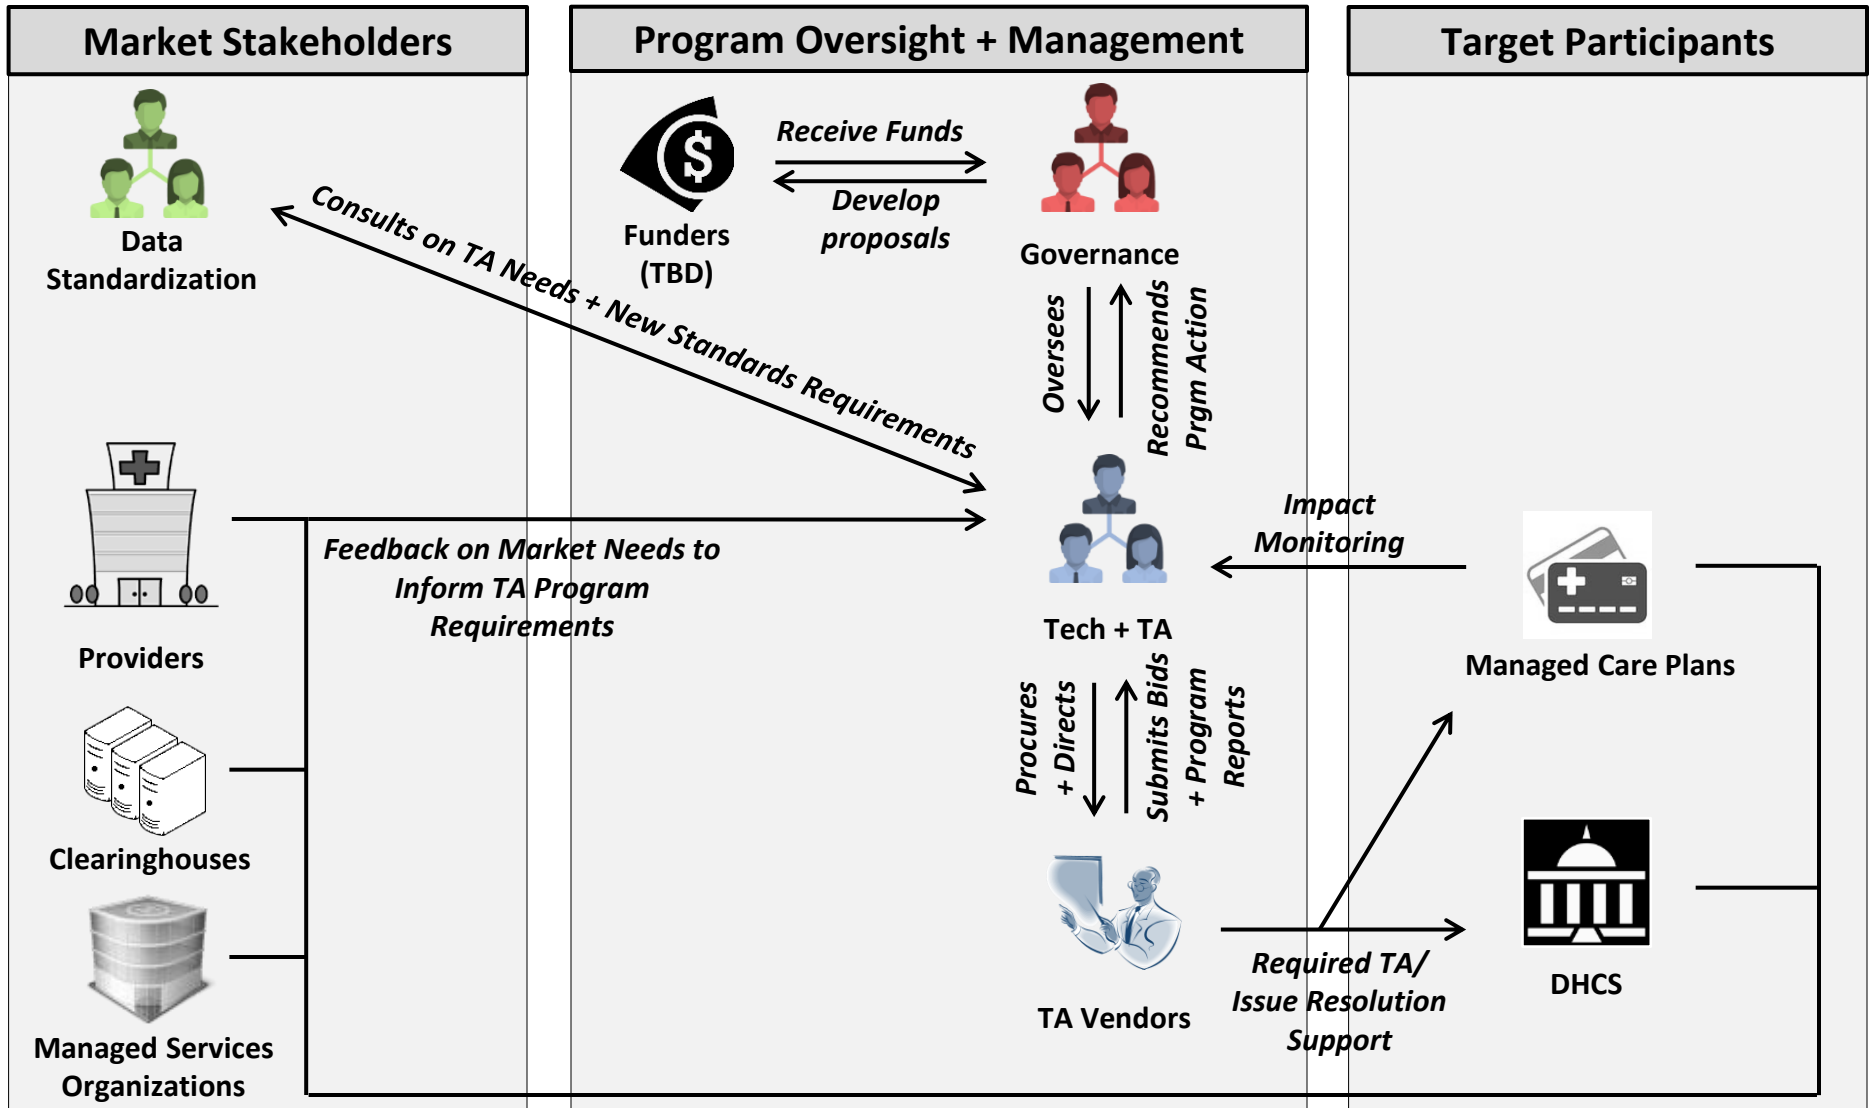 Market Stakeholders
Program Oversight + Management
Target Participants
Data
Standardization
Consults on TA Needs + New Standards Requirements
Funders
(TBD)
Receive Funds
Develop
proposals
Governance
Oversees
Recommends
Prgm Action
Providers
Feedback on Market Needs to
Inform TA Program
Requirements
Tech + TA
Impact
Monitoring
Managed Care Plans
Clearinghouses
Procures
+ Directs
Submits Bids
+ Program
Reports
Managed Services
Organizations
TA Vendors
Required TA/
Issue Resolution
Support
DHCS